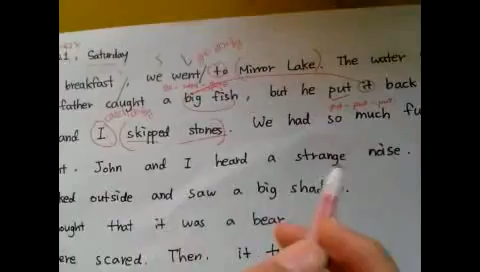 21, Saturday
breakfast, we went to Mirror Lake. The water
father caught a big fish, but he put it back
and I skipped stones. We had so much fu
t. John and I heard a strange noise.
ked outside and saw a big shad
ought that it was a bear
ere scared. Then, it t